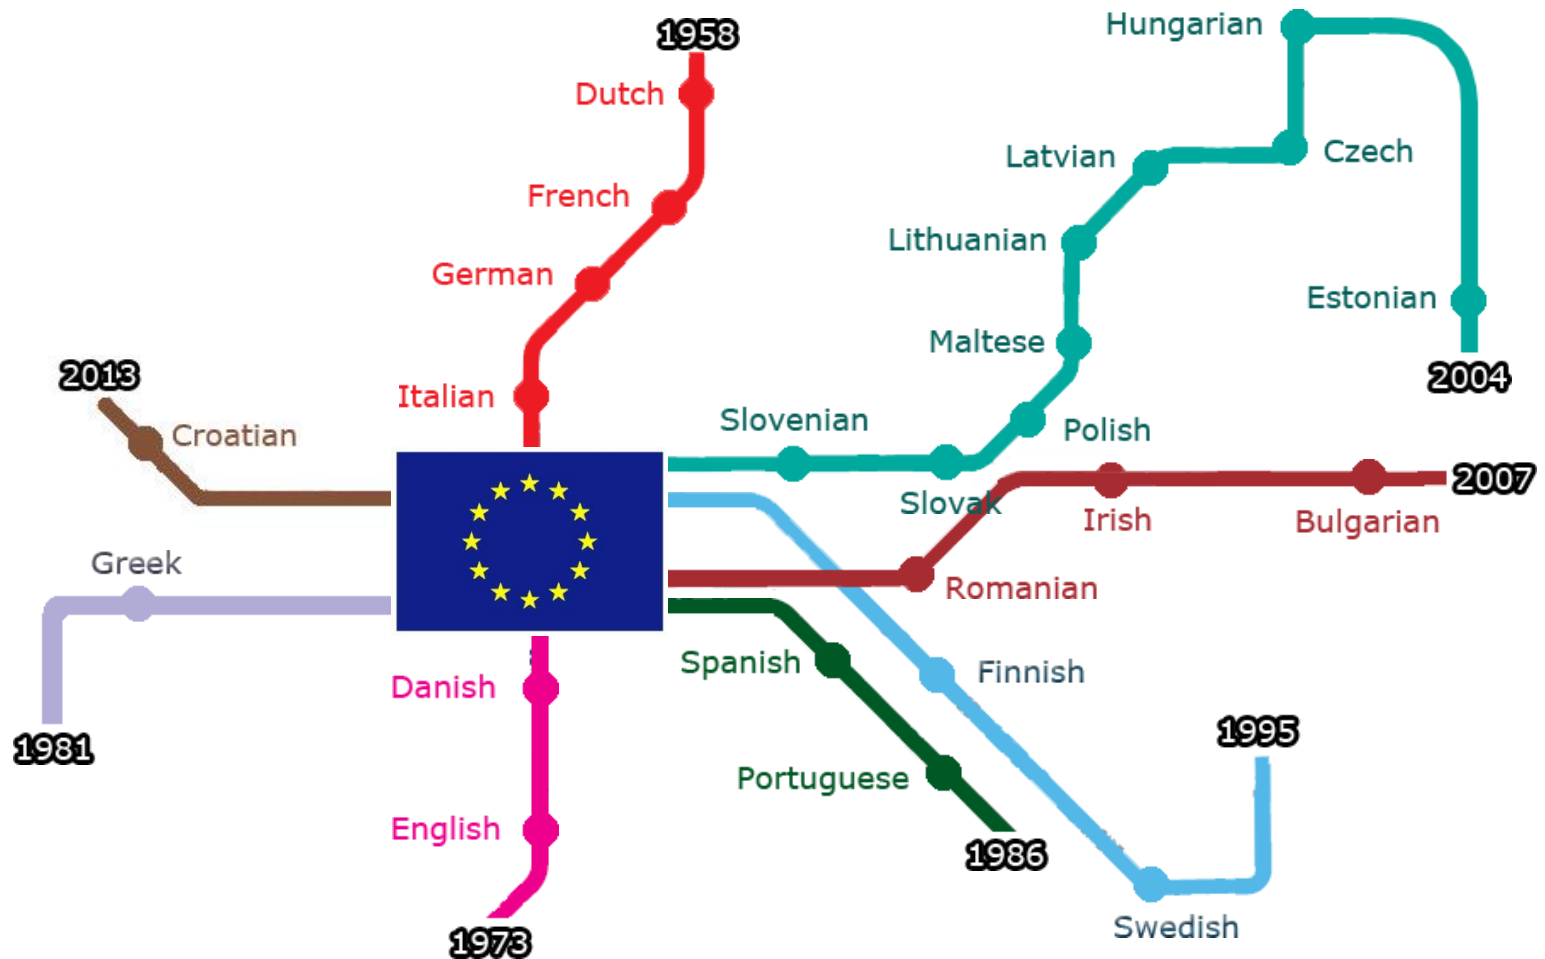 1958
Dutch
French
German
Italian
2013
Croatian
Greek
1981
Danish
English
1973
Hungarian
Czech
Latvian
Lithuanian
Maltese
Estonian
2004
Polish
Slovak
Slovenian
2007
Bulgarian
Irish
Romanian
Spanish
Portuguese
1986
Finnish
Swedish
1995